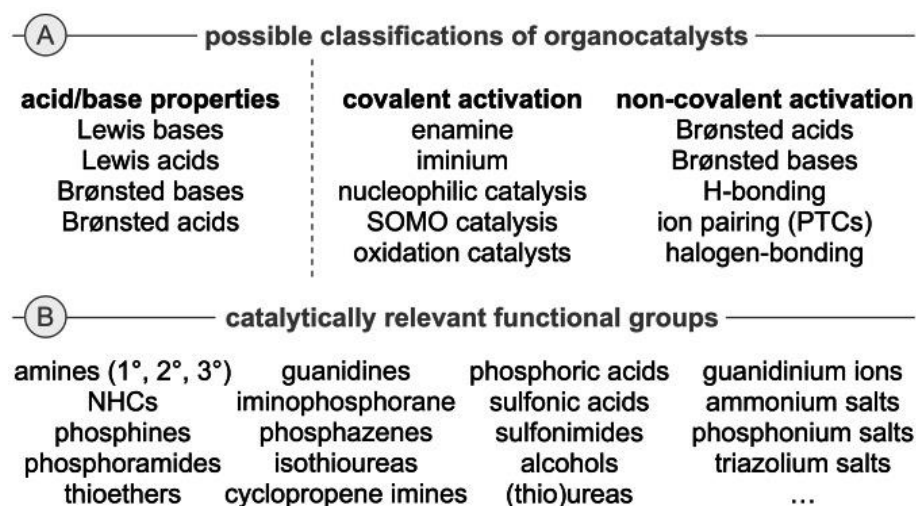 A possible classifications of organocatalysts
acid/base properties covalent activation non-covalent activation
Lewis bases enamine Brønsted acids
Lewis acids iminium Brønsted bases
Brønsted bases nucleophilic catalysis H-bonding
Brønsted acids SOMO catalysis ion pairing (PTCs)
oxidation catalysts halogen-bonding
B catalytically relevant functional groups
amines (1°, 2°, 3°) guanidines phosphoric acids guanidinium ions
NHCs iminophosphorane sulfonic acids ammonium salts
phosphines phosphazenes sulfonimides phosphonium salts
phosphoramides isothioureas alcohols triazolium salts
thioethers cyclopropene imines (thio)ureas ...